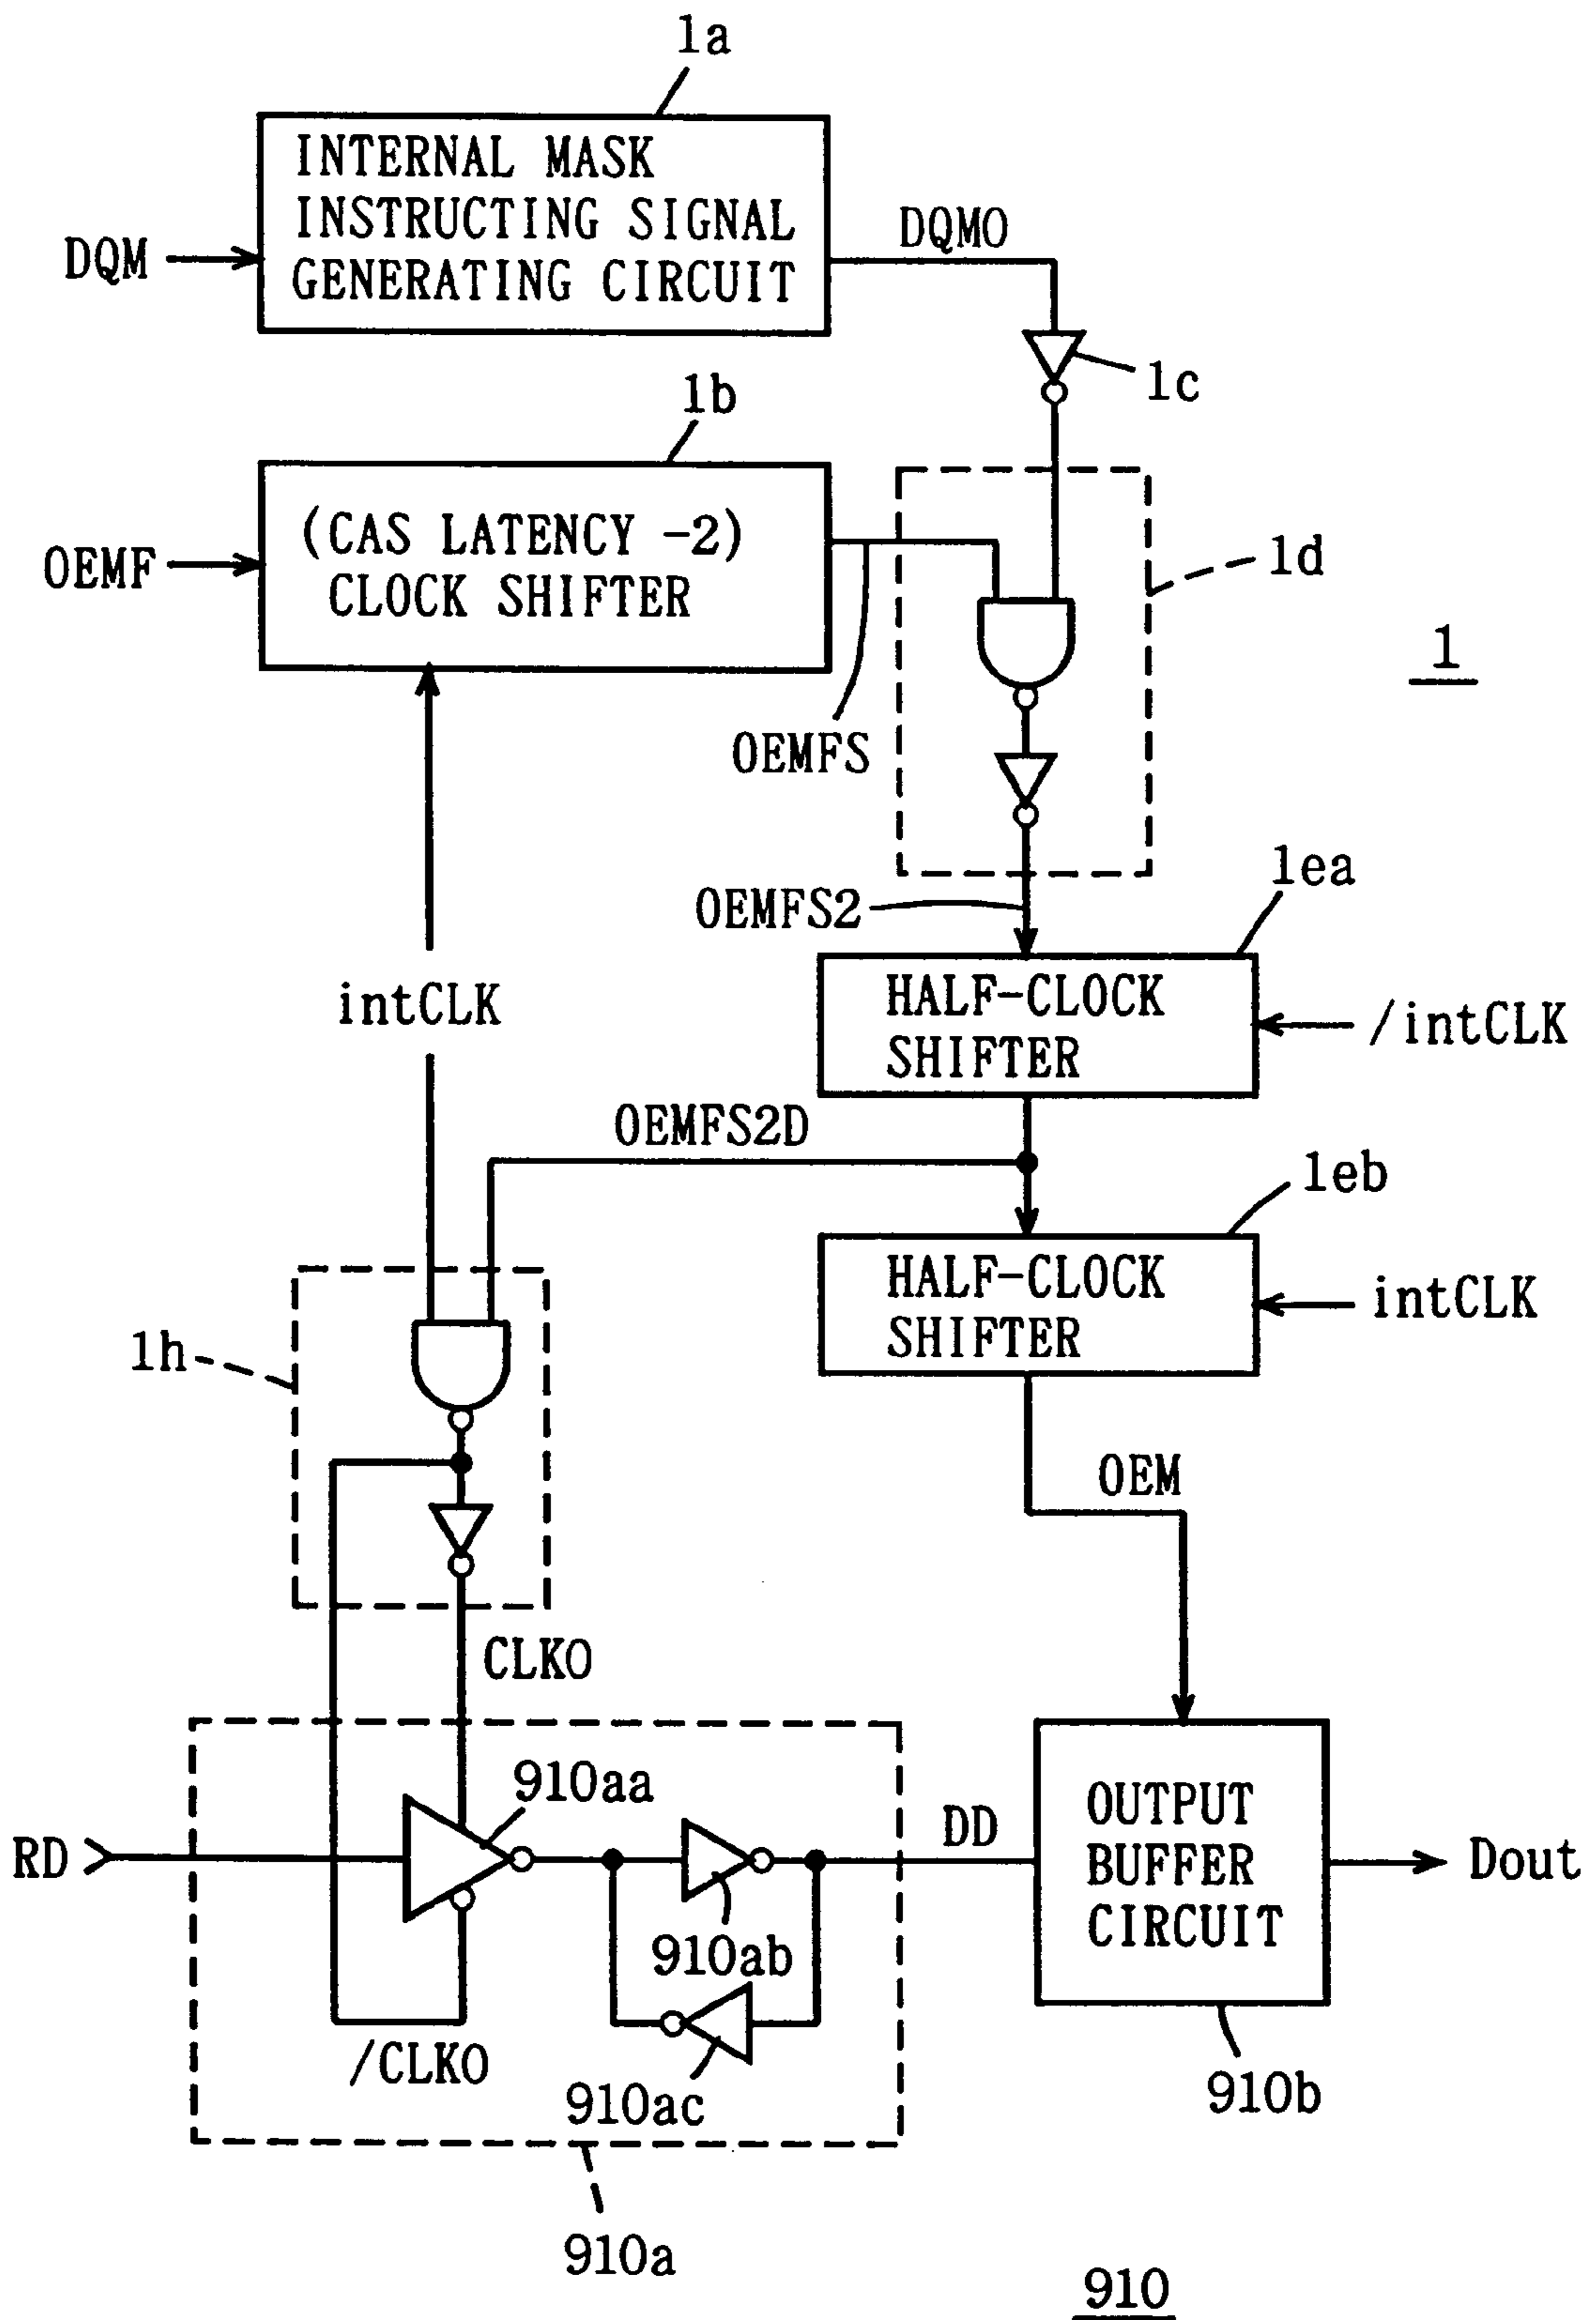 1a
INTERNAL MASK
INSTRUCTING SIGNAL
GENERATING CIRCUIT
DQM
DQMO
1c
1b
(CAS LATENCY -2)
CLOCK SHIFTER
OEMF
1d
1
OEMFS
1ea
OEMFS2
HALF-CLOCK
SHIFTER
/intCLK
intCLK
OEMFS2D
1eb
HALF-CLOCK
SHIFTER
intCLK
1h
OEM
CLKO
910aa
RD
DD
OUTPUT
BUFFER
CIRCUIT
Dout
910ab
/CLKO
910ac
910b
910a
910